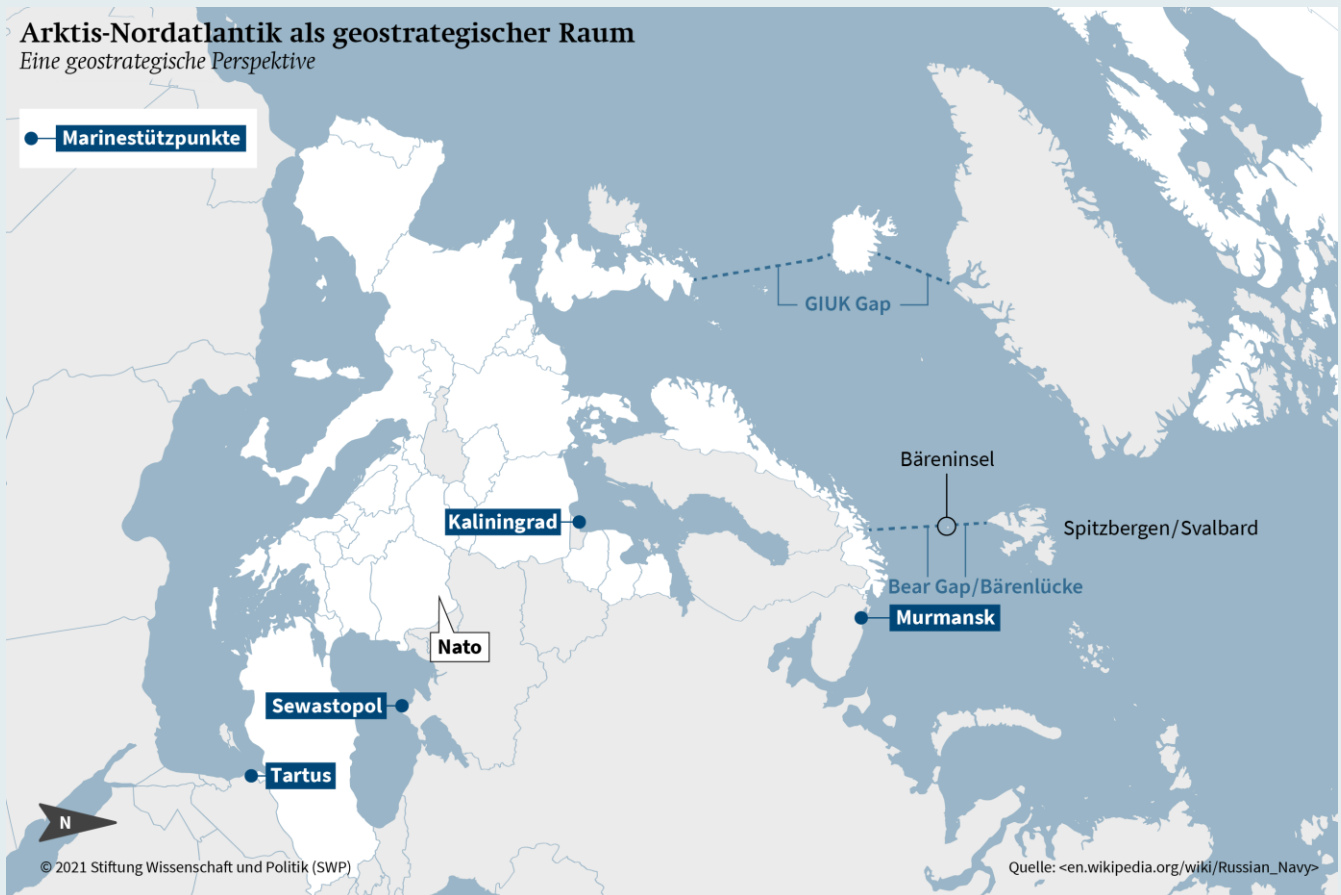 Arktis-Nordatlantik als geostrategischer Raum
Eine geostrategische Perspektive
Marinestützpunkte
GIUK Gap
Bäreninsel
Kaliningrad
Spitzbergen/Svalbard
Bear Gap/Bärenlücke
Murmansk
Nato
Sewastopol
Tartus
N
© 2021 Stiftung Wissenschaft und Politik (SWP)
Quelle: <en.wikipedia.org/wiki/Russian_Navy>